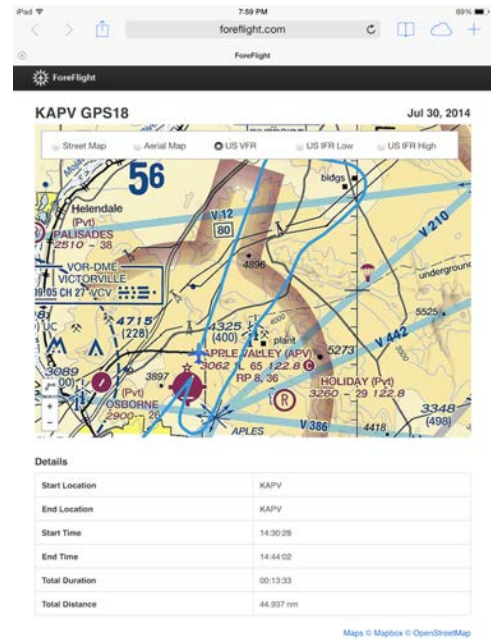 iPad
7:59 PM
69%
foreflight.com
ForeFlight
ForeFlight
KAPV GPS18
Jul 30, 2014
Street Map
Aerial Map
US VFR
US IFR Low
US IFR High
56
bldgs
Helendale
(Pvt)
PALISADES
2510 - 38
V 12
80
V 210
VOR-DME
VICTORVILLE
CH 27 VCV
4896
underground
4715
(228)
4325
(400)
plant
5525
V 442
APPLE VALLEY (APV)
3062 L 65 122.8 C
RP 8, 36
5273
3089
3897
(Pvt)
OSBORNE
2900 - 26
R
HOLIDAY (Pvt)
3260 - 29 122.8
3348
(498)
APLES
V 386
4418
Details
Start Location KAPV
End Location KAPV
Start Time 14:30:28
End Time 14:44:02
Total Duration 00:13:33
Total Distance 44.937 nm
Maps © Mapbox © OpenStreetMap